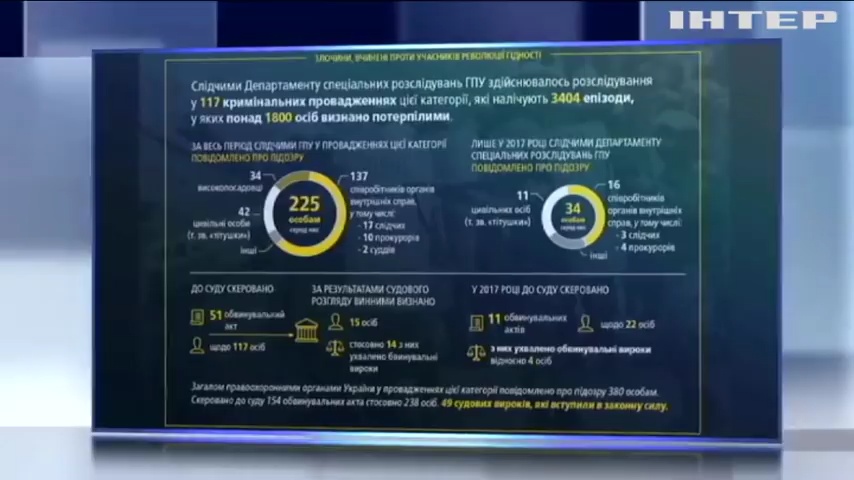 ІНТЕР
ЗЛОЧИНИ, ВЧИНЕНІ ПРОТИ УЧАСНИКІВ РЕВОЛЮЦІЇ ГІДНОСТІ
Слідчими Департаменту спеціальних розслідувань ГПУ здійснювалось розслідування
у 117 кримінальних провадженнях цієї категорії, які налічують 3404 епізоди,
у яких понад 1800 осіб визнано потерпілими.
ЗА ВЕСЬ ПЕРІОД СЛІДЧИМИ ГПУ У ПРОВАДЖЕННЯХ ЦІЄЇ КАТЕГОРІЇ
ПОВІДОМЛЕНО ПРО ПІДОЗРУ
34
високопосадовці
42
цивільні особи
(т. зв. «тітушки»)
інші
225
особам
серед них
137
співробітників органів
внутрішніх справ,
у тому числі:
- 17 слідчих
- 10 прокурорів
- 2 суддів
ЛИШЕ У 2017 РОЦІ СЛІДЧИМИ ДЕПАРТАМЕНТУ
СПЕЦІАЛЬНИХ РОЗСЛІДУВАНЬ ГПУ
ПОВІДОМЛЕНО ПРО ПІДОЗРУ
11
цивільних осіб
(т. зв. «тітушки»)
34
особам
серед них
16
співробітників
органів внутрішніх
справ, у тому числі:
- 3 слідчих
- 4 прокурорів
інші
ДО СУДУ СКЕРОВАНО
51 обвинувальний
акт
щодо 117 осіб
ЗА РЕЗУЛЬТАТАМИ СУДОВОГО
РОЗГЛЯДУ ВИННИМИ ВИЗНАНО
15 осіб
стосовно 14 з них
ухвалено обвинувальні
вироки
У 2017 РОЦІ ДО СУДУ СКЕРОВАНО
11 обвинувальних
актів
щодо 22 осіб
з них ухвалено обвинувальні вироки
відносно 4 осіб
Загалом правоохоронними органами України у провадженнях цієї категорії повідомлено про підозру 380 особам.
Скеровано до суду 154 обвинувальних акта стосовно 238 осіб. 49 судових вироків, які вступили в законну силу.